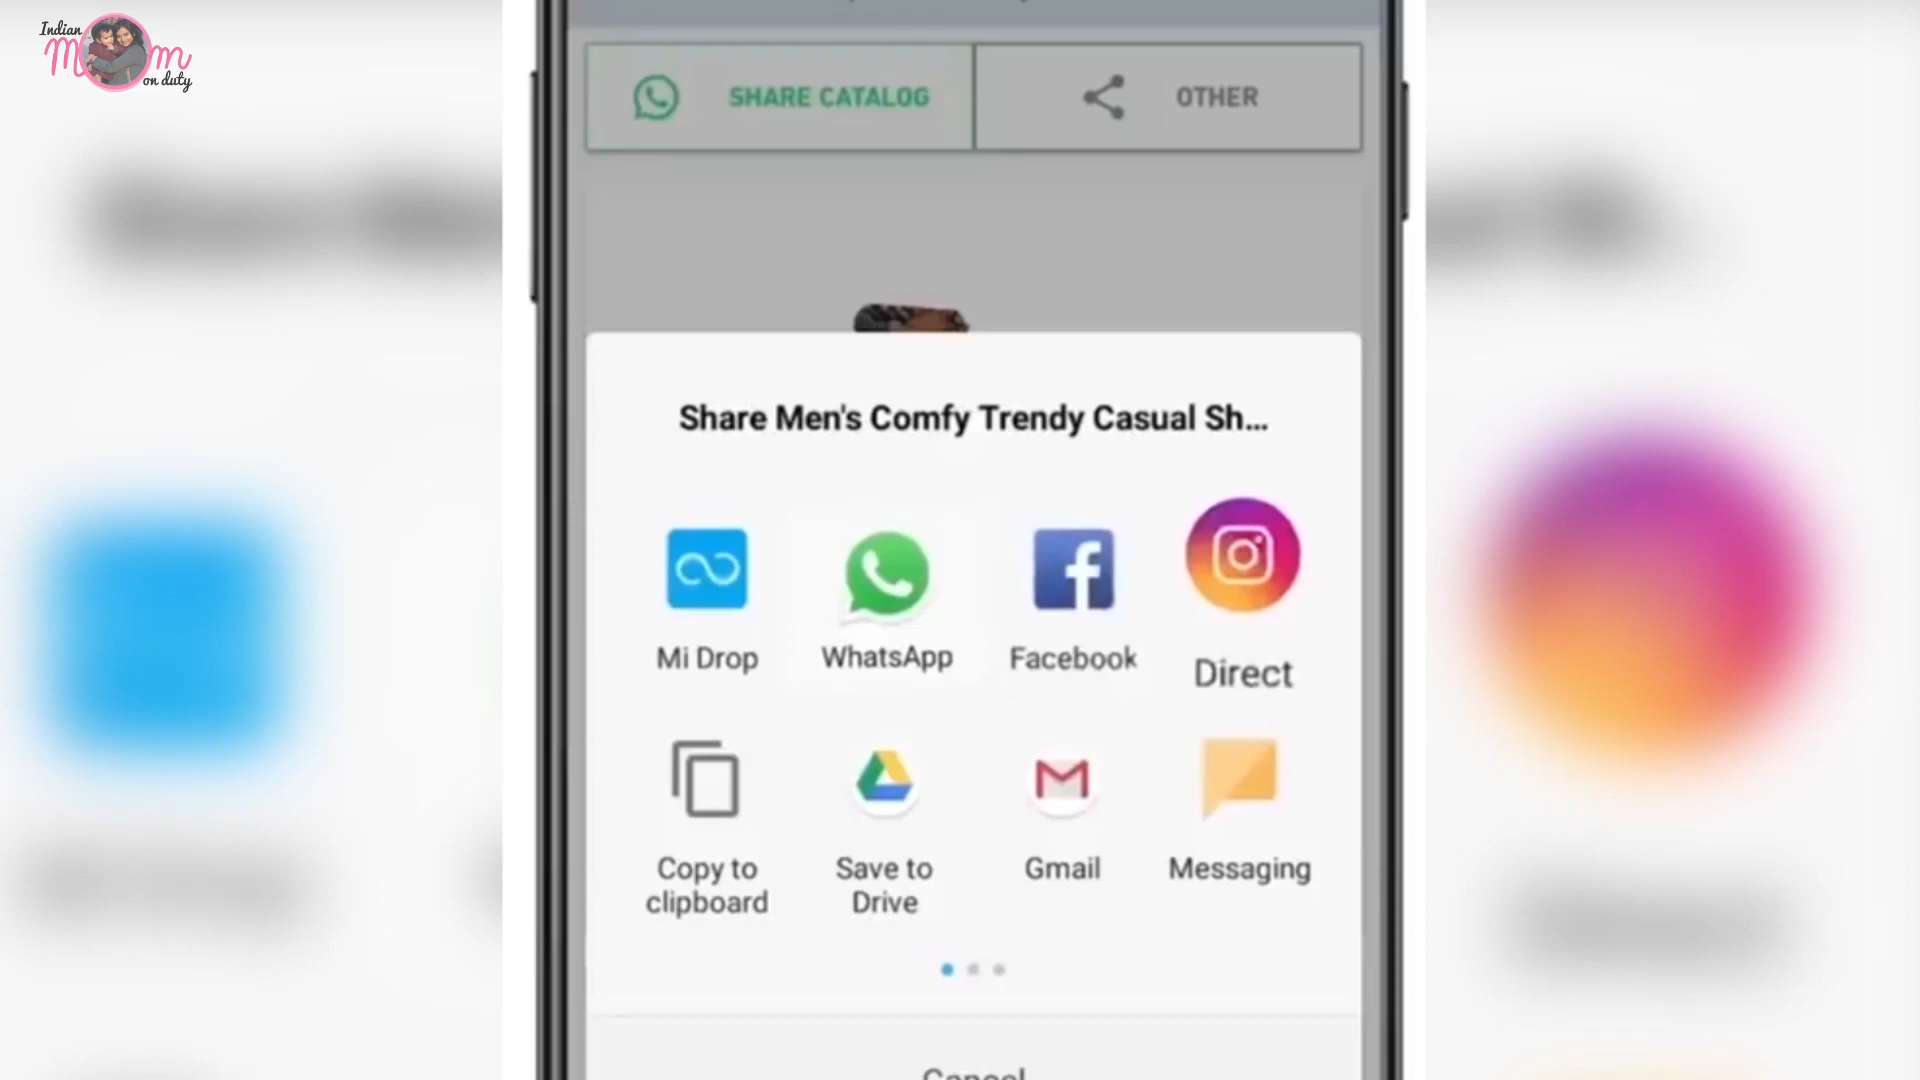 Indian
Mom
on duty
SHARE CATALOG
OTHER
Share Men's Comfy Trendy Casual Sh...
Mi Drop
WhatsApp
Facebook
Direct
Copy to
clipboard
Save to
Drive
Gmail
Messaging
Cancel